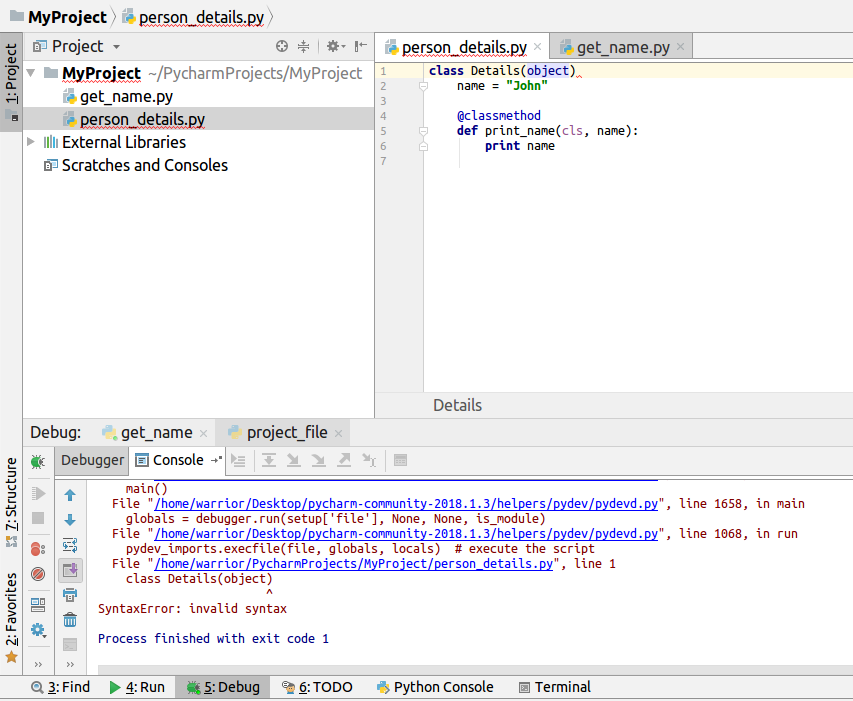 MyProject person_details.py
1: Project
Project
MyProject ~/PycharmProjects/MyProject
get_name.py
person_details.py
External Libraries
Scratches and Consoles
person_details.py get_name.py
1 class Details(object)
2 name = "John"
3
4 @classmethod
5 def print_name(cls, name):
6 print name
7
Details
Debug: get_name project_file
Debugger Console
7: Structure
2: Favorites
main()
File "/home/warrior/Desktop/pycharm-community-2018.1.3/helpers/pydev/pydevd.py", line 1658, in main
globals = debugger.run(setup['file'], None, None, is_module)
File "/home/warrior/Desktop/pycharm-community-2018.1.3/helpers/pydev/pydevd.py", line 1068, in run
pydev_imports.execfile(file, globals, locals)  # execute the script
File "/home/warrior/PycharmProjects/MyProject/person_details.py", line 1
class Details(object)
^
SyntaxError: invalid syntax
Process finished with exit code 1
3: Find 4: Run 5: Debug 6: TODO Python Console Terminal